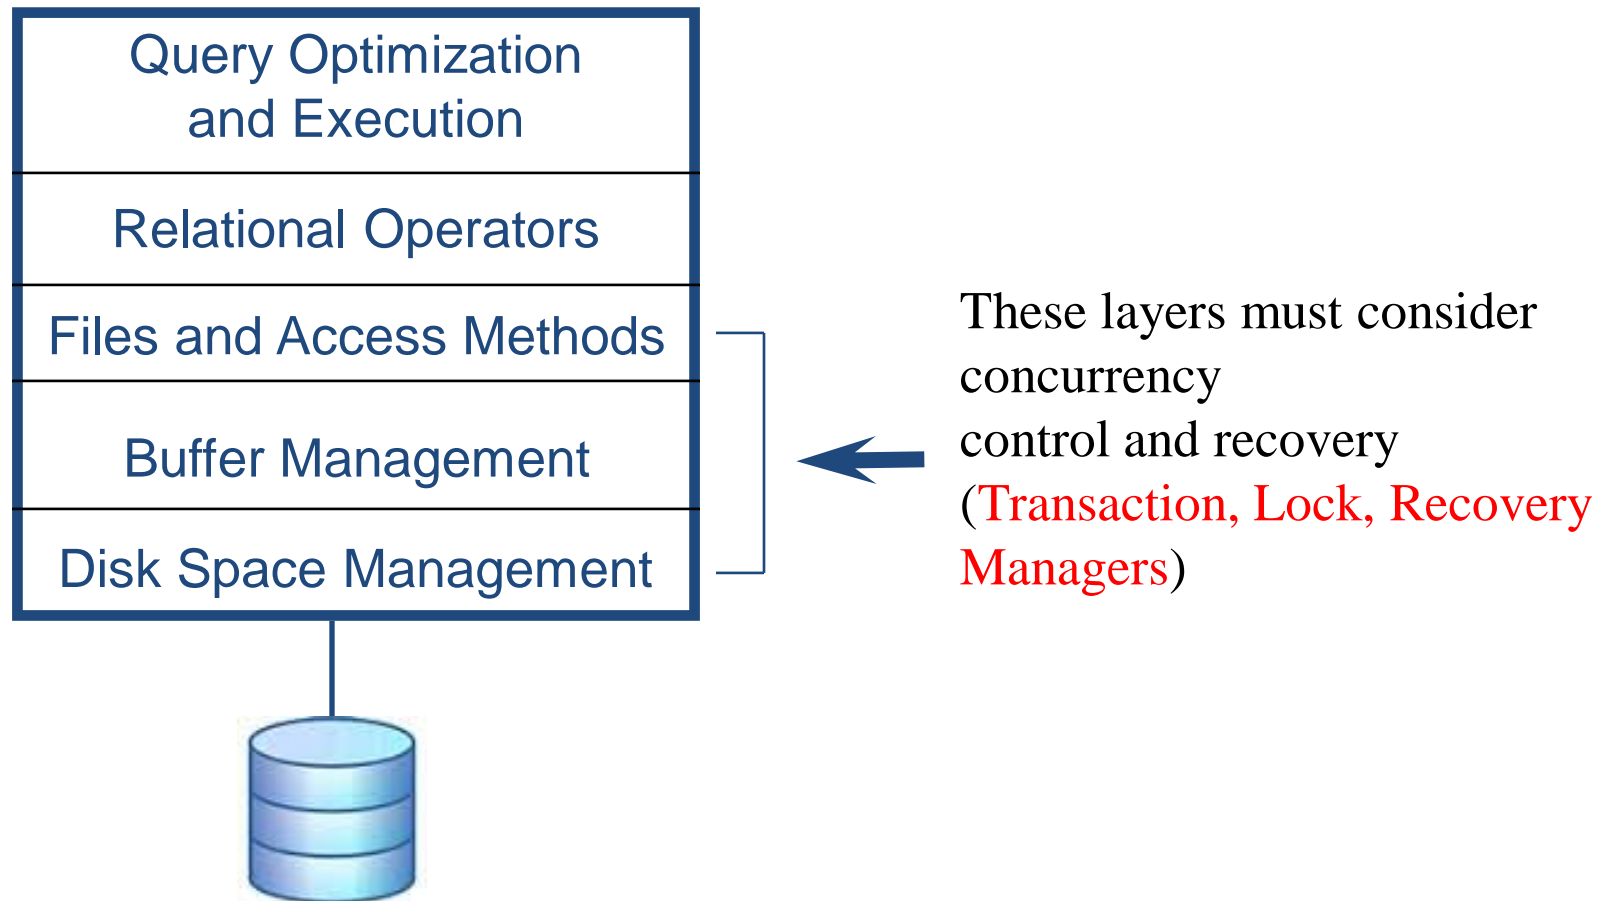 Query Optimization
and Execution
Relational Operators
Files and Access Methods
Buffer Management
Disk Space Management
These layers must consider
concurrency
control and recovery
(Transaction, Lock, Recovery
Managers)